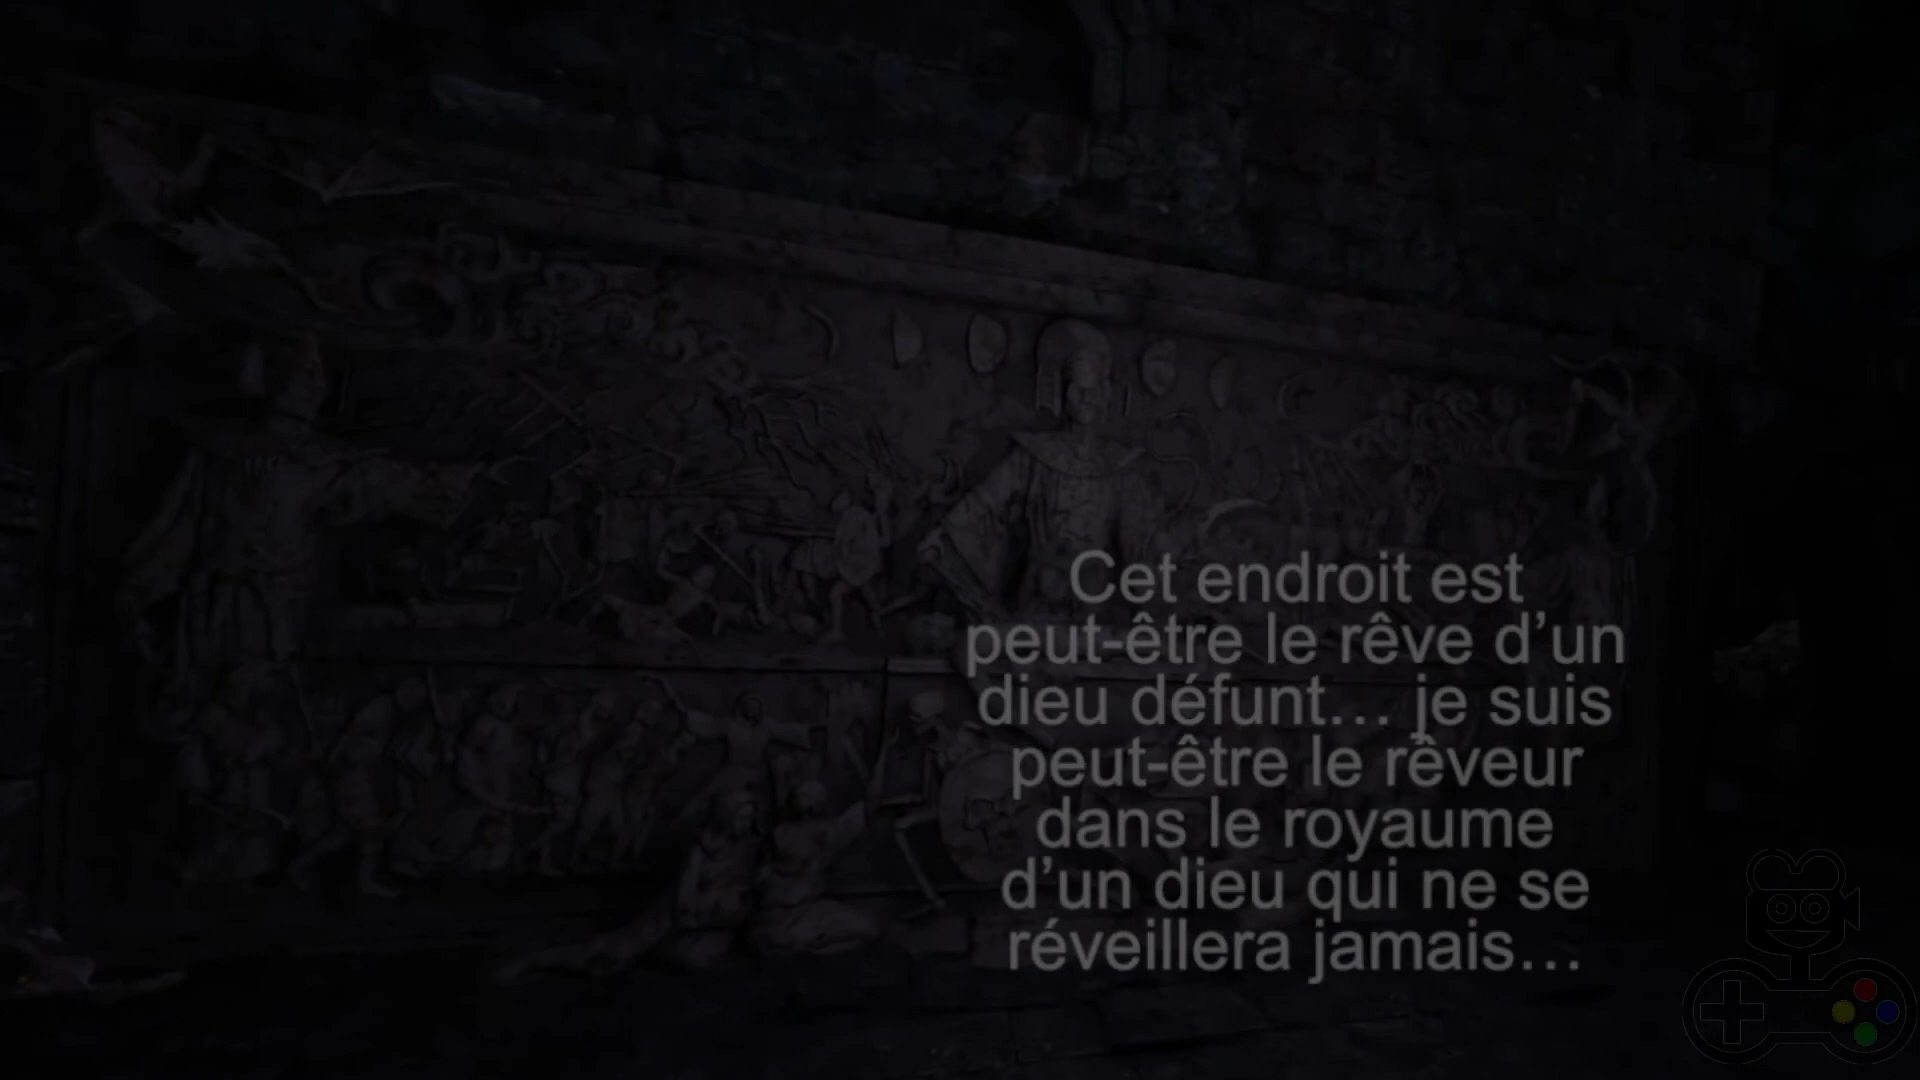 Cet endroit est
peut-être le rêve d’un
dieu défunt… je suis
peut-être le rêveur
dans le royaume
d’un dieu qui ne se
réveillera jamais…